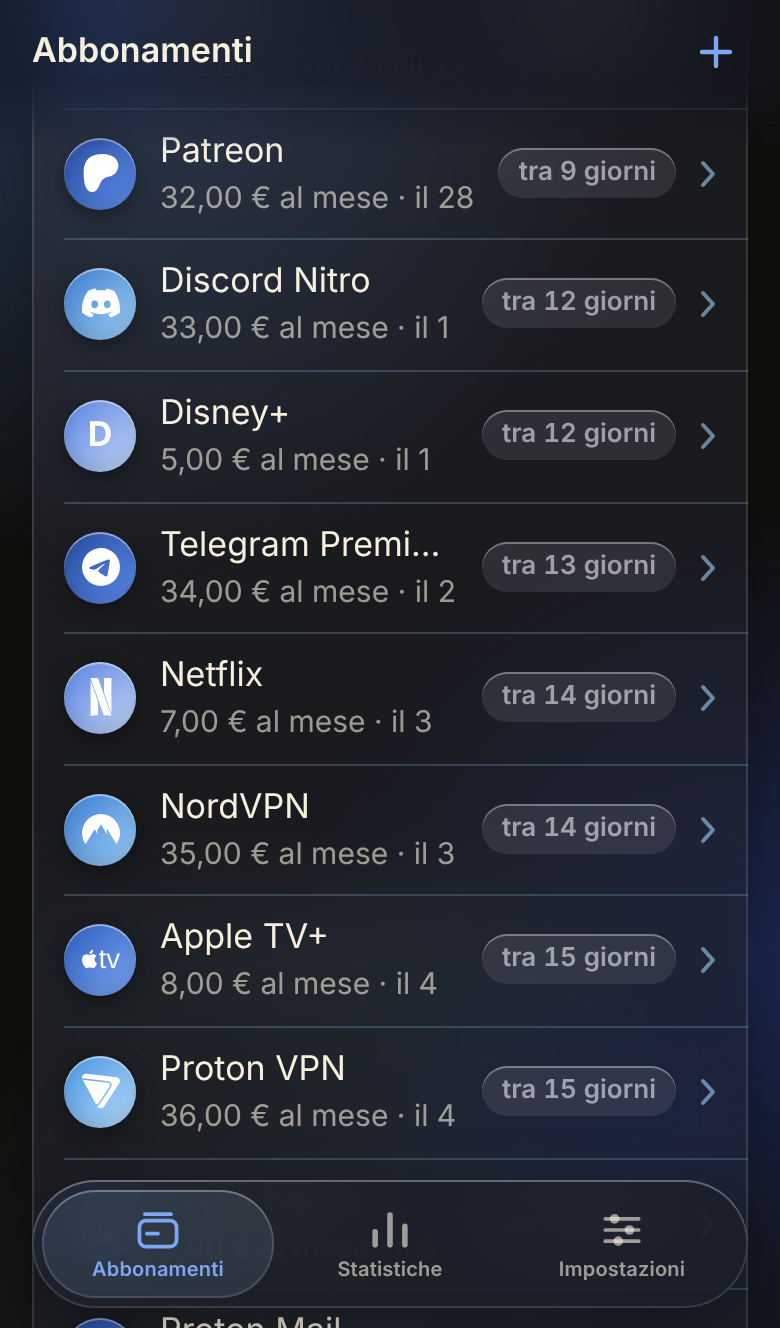 Abbonamenti
Patreon
32,00 € al mese · il 28
tra 9 giorni
Discord Nitro
33,00 € al mese · il 1
tra 12 giorni
D
Disney+
5,00 € al mese · il 1
tra 12 giorni
Telegram Premi...
34,00 € al mese · il 2
tra 13 giorni
N
Netflix
7,00 € al mese · il 3
tra 14 giorni
NordVPN
35,00 € al mese · il 3
tra 14 giorni
tv
Apple TV+
8,00 € al mese · il 4
tra 15 giorni
Proton VPN
36,00 € al mese · il 4
tra 15 giorni
Abbonamenti
Statistiche
Impostazioni
Proton Mail